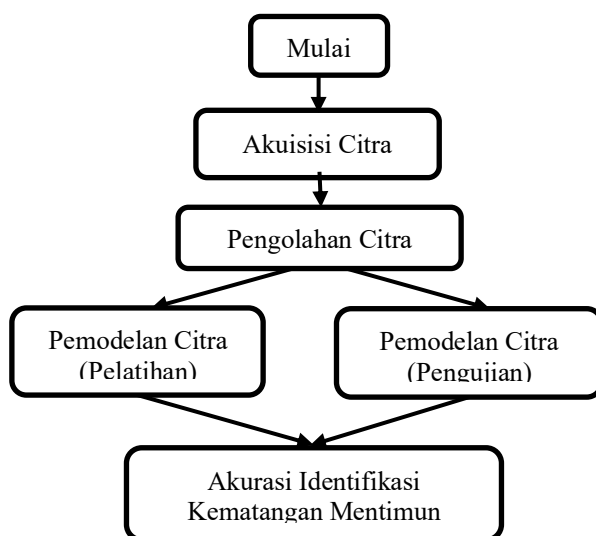 Mulai
Akuisisi Citra
Pengolahan Citra
Pemodelan Citra
(Pelatihan)
Pemodelan Citra
(Pengujian)
Akurasi Identifikasi
Kematangan Mentimun